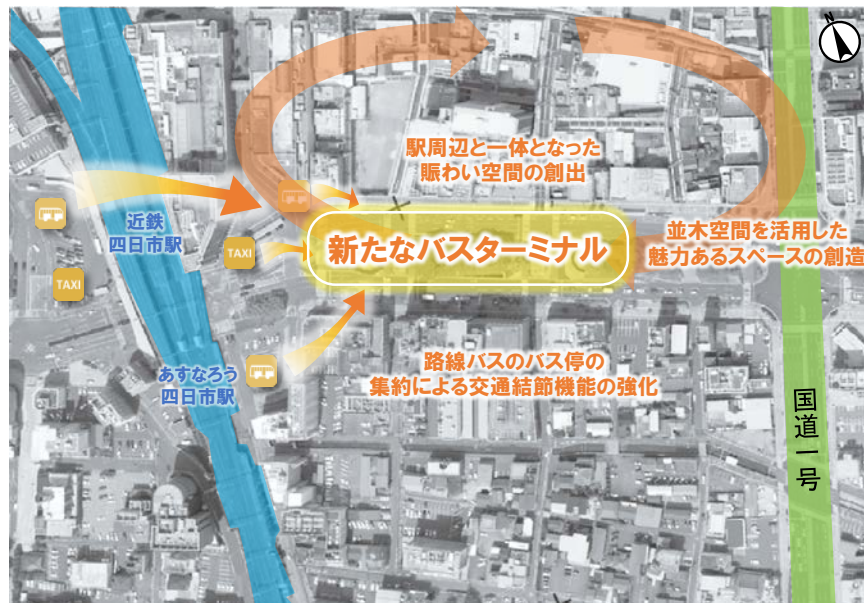 N
駅周辺と一体となった
賑わい空間の創出
近鉄
四日市駅
新たなバスターミナル
並木空間を活用した
魅力あるスペースの創造
TAXI
TAXI
あすなろう
四日市駅
路線バスのバス停の
集約による交通結節機能の強化
国道一号